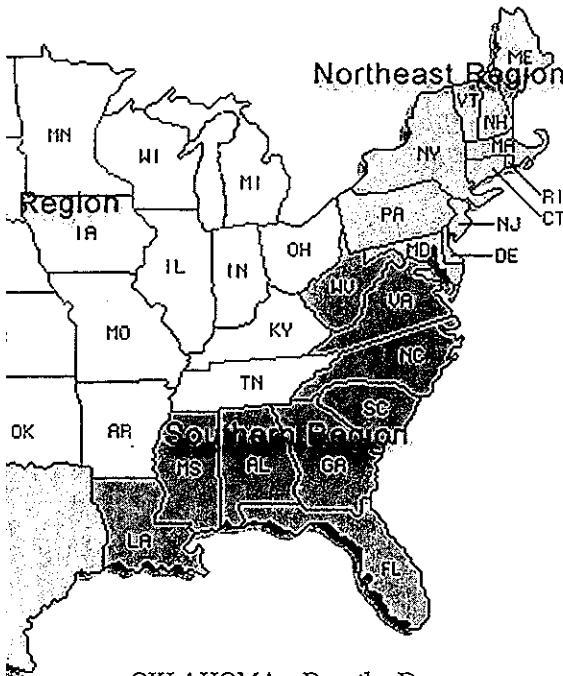 ME
Northeast Region
VT
NH
MN
WI
MI
NY
MA
RI
CT
Region
IA
PA
NJ
OH
MD
DE
IL
IN
WV
VA
MO
KY
NC
TN
SC
OK
AR
Southern Region
MS
AL
GA
LA
FL